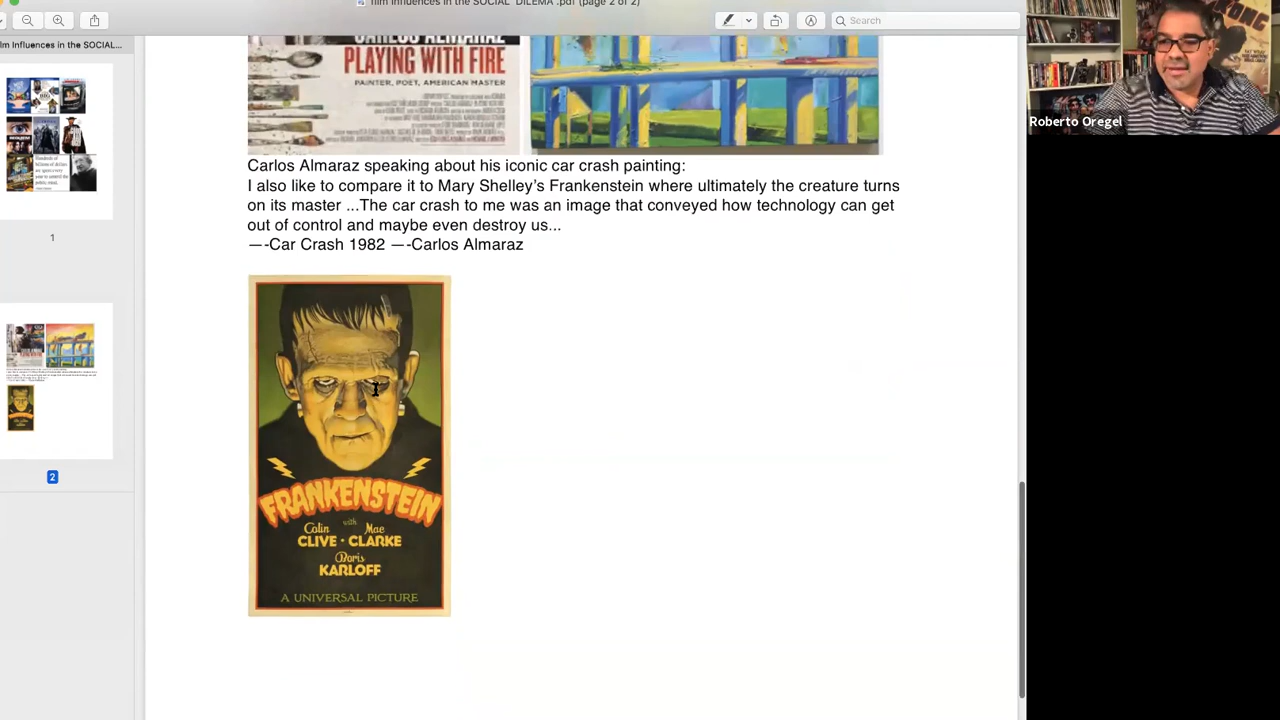 film Influences in the SOCIAL DILEMA .pdf (page 2 of 2)
Search
lm Influences in the SOCIAL...
1
2
CARLOS ALMARAZ
PLAYING WITH FIRE
PAINTER, POET, AMERICAN MASTER
Carlos Almaraz speaking about his iconic car crash painting:
I also like to compare it to Mary Shelley's Frankenstein where ultimately the creature turns
on its master ...The car crash to me was an image that conveyed how technology can get
out of control and maybe even destroy us...
—-Car Crash 1982 —-Carlos Almaraz
FRANKENSTEIN
Colin with Mae
CLIVE · CLARKE
Boris
KARLOFF
A UNIVERSAL PICTURE
KONG
Roberto Oregel